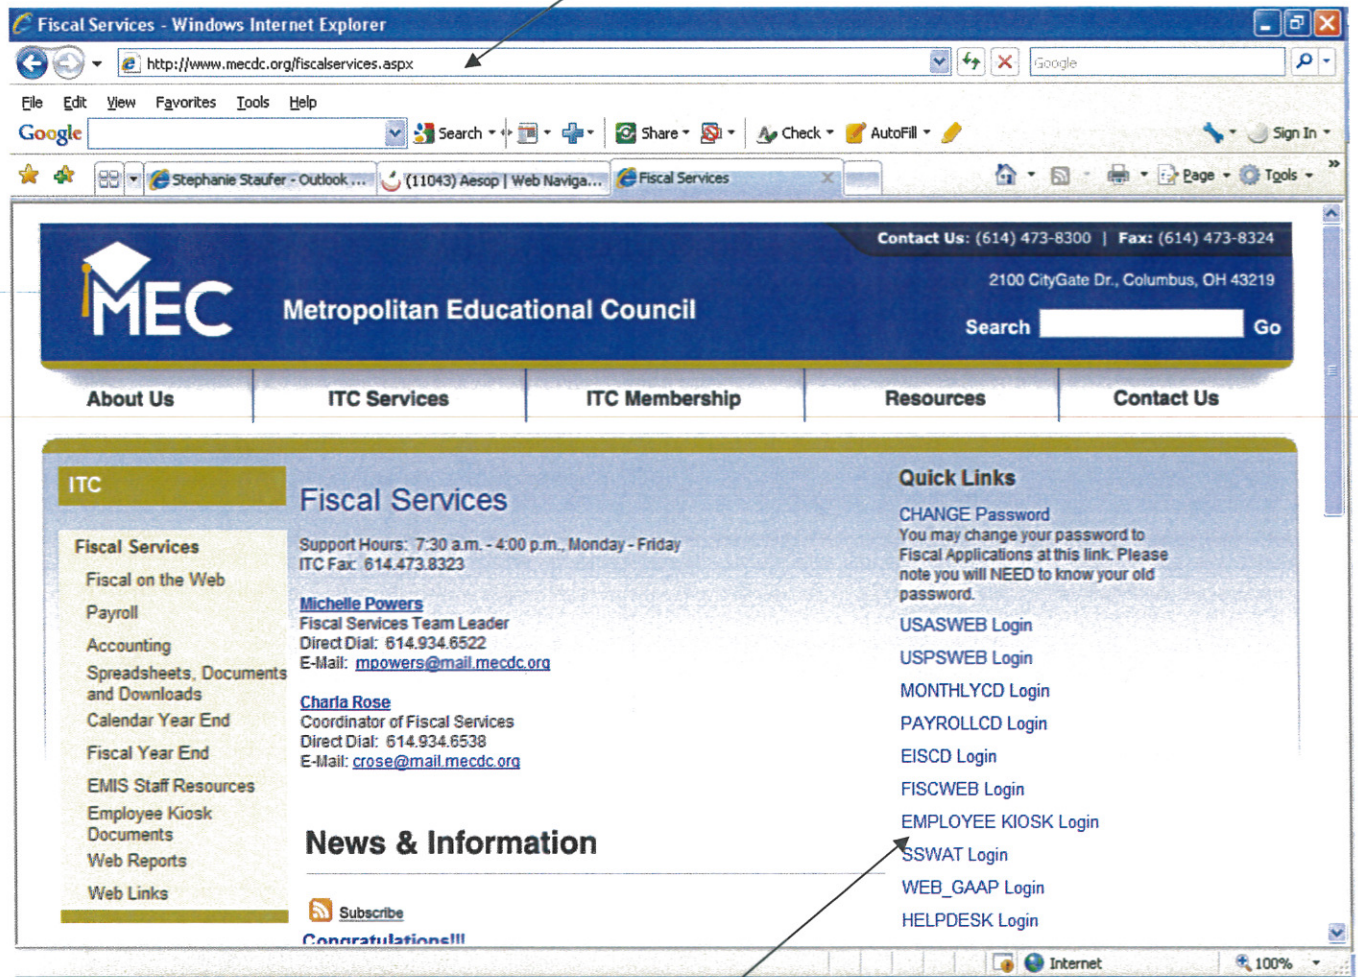 Fiscal Services - Windows Internet Explorer
http://www.mecdc.org/fiscalservices.aspx
Google
File Edit View Favorites Tools Help
Google Search Share Check AutoFill Sign In
Stephanie Staufer - Outlook ... (11043) Aesop | Web Naviga... Fiscal Services x Page Tools »
Contact Us: (614) 473-8300 | Fax: (614) 473-8324
2100 CityGate Dr., Columbus, OH 43219
MEC Metropolitan Educational Council
Search Go
About Us ITC Services ITC Membership Resources Contact Us
ITC
Fiscal Services
Fiscal on the Web
Payroll
Accounting
Spreadsheets, Documents
and Downloads
Calendar Year End
Fiscal Year End
EMIS Staff Resources
Employee Kiosk
Documents
Web Reports
Web Links
Fiscal Services
Support Hours: 7:30 a.m. - 4:00 p.m., Monday - Friday
ITC Fax: 614.473.8323
Michelle Powers
Fiscal Services Team Leader
Direct Dial: 614.934.6522
E-Mail: mpowers@mail.mecdc.org
Charla Rose
Coordinator of Fiscal Services
Direct Dial: 614.934.6538
E-Mail: crose@mail.mecdc.org
News & Information
Subscribe
Congratulations!!!
Quick Links
CHANGE Password
You may change your password to
Fiscal Applications at this link. Please
note you will NEED to know your old
password.
USASWEB Login
USPSWEB Login
MONTHLYCD Login
PAYROLLCD Login
EISCD Login
FISCWEB Login
EMPLOYEE KIOSK Login
SSWAT Login
WEB_GAAP Login
HELPDESK Login
Internet 100%